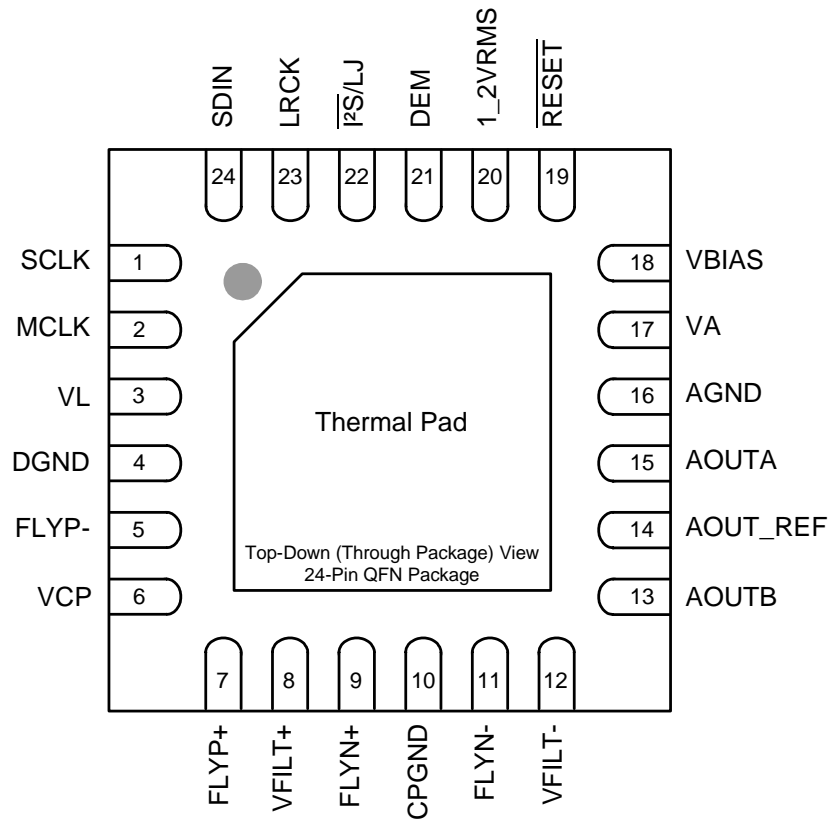 SDIN
LRCK
I²S/LJ
DEM
1_2VRMS
RESET
24
23
22
21
20
19
SCLK 1
18 VBIAS
MCLK 2
17 VA
VL 3
16 AGND
Thermal Pad
DGND 4
15 AOUTA
FLYP- 5
14 AOUT_REF
Top-Down (Through Package) View
24-Pin QFN Package
VCP 6
13 AOUTB
7
8
9
10
11
12
FLYP+
VFILT+
FLYN+
CPGND
FLYN-
VFILT-